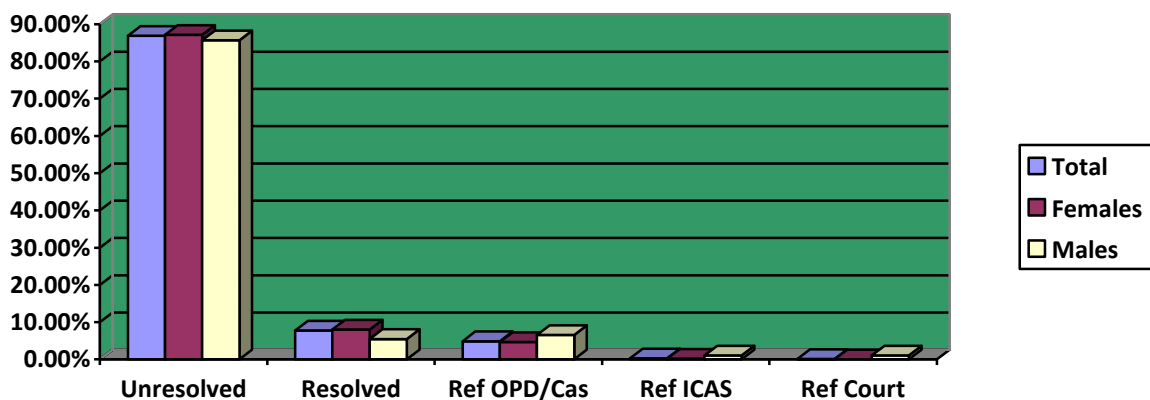 90.00%
80.00%
70.00%
60.00%
50.00%
40.00%
30.00%
20.00%
10.00%
0.00%
Unresolved Resolved Ref OPD/Cas Ref ICAS Ref Court
Total
Females
Males